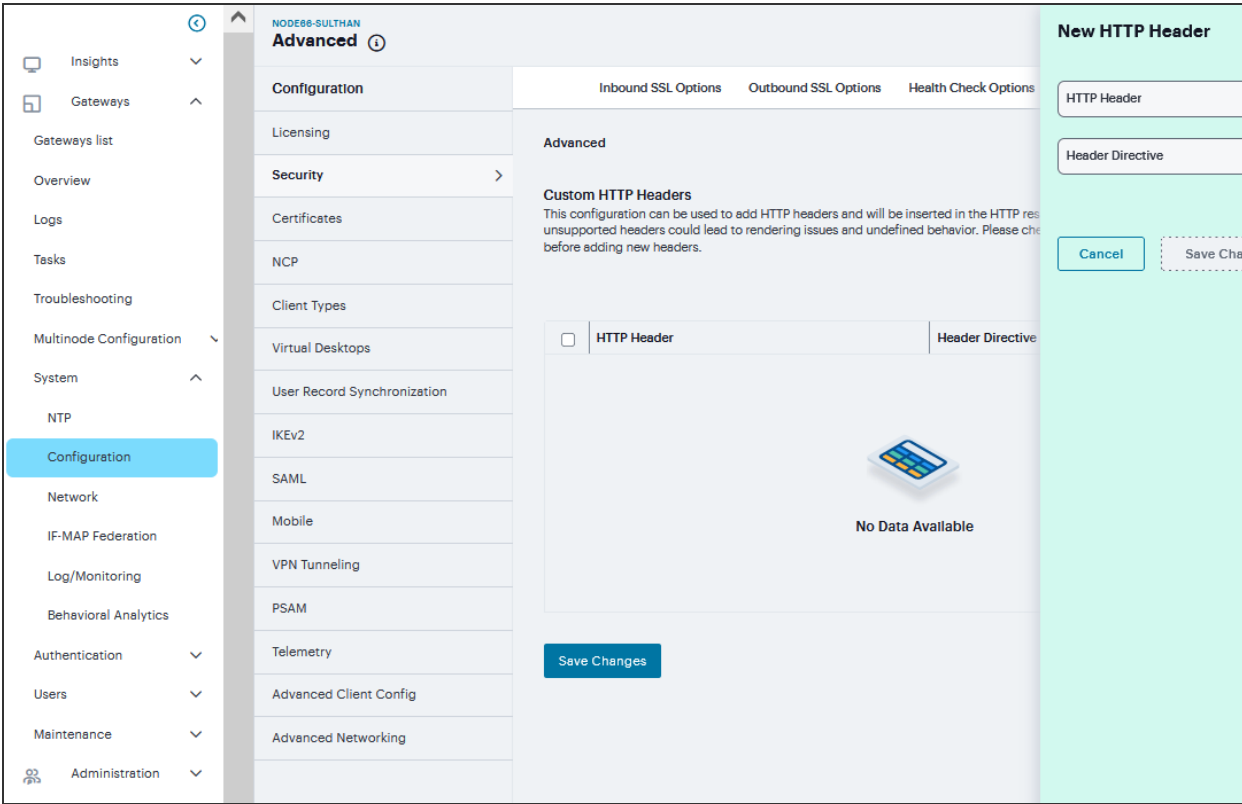 Insights
Gateways
Gateways list
Overview
Logs
Tasks
Troubleshooting
Multinode Configuration
System
NTP
Configuration
Network
IF-MAP Federation
Log/Monitoring
Behavioral Analytics
Authentication
Users
Maintenance
Administration
NODE66-SULTHAN
Advanced
Configuration
Licensing
Security
Certificates
NCP
Client Types
Virtual Desktops
User Record Synchronization
IKEv2
SAML
Mobile
VPN Tunneling
PSAM
Telemetry
Advanced Client Config
Advanced Networking
Inbound SSL Options Outbound SSL Options Health Check Options
Advanced
Custom HTTP Headers
This configuration can be used to add HTTP headers and will be inserted in the HTTP res
unsupported headers could lead to rendering issues and undefined behavior. Please che
before adding new headers.
HTTP Header Header Directive
No Data Available
Save Changes
New HTTP Header
HTTP Header
Header Directive
Cancel Save Cha